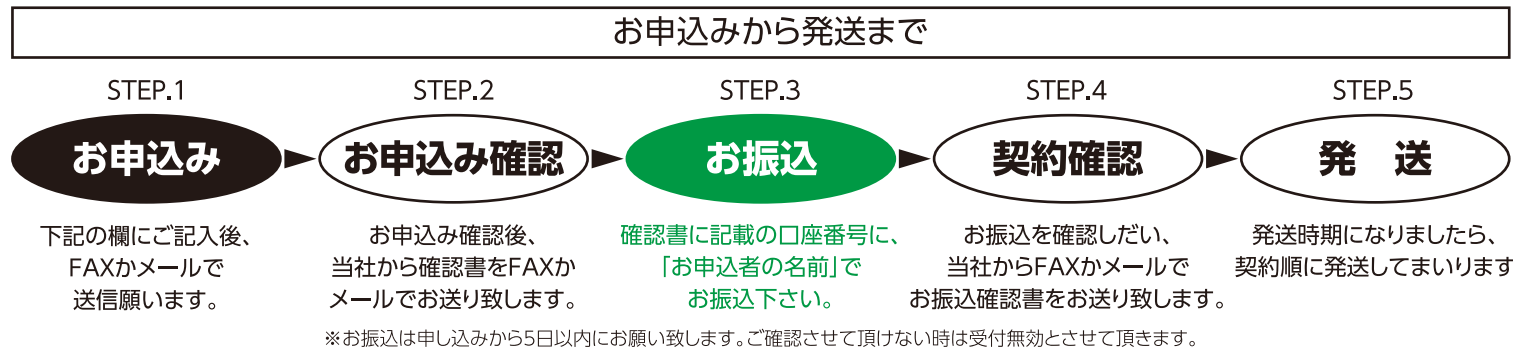 お申込みから発送まで
STEP.1
お申込み
下記の欄にご記入後、
FAXかメールで
送信願います。
STEP.2
お申込み確認
お申込み確認後、
当社から確認書をFAXか
メールでお送り致します。
STEP.3
お振込
確認書に記載の口座番号に、
「お申込者の名前」で
お振込下さい。
STEP.4
契約確認
お振込を確認しだい、
当社からFAXかメールで
お振込確認書をお送り致します。
STEP.5
発　送
発送時期になりましたら、
契約順に発送してまいります
※お振込は申し込みから5日以内にお願い致します。ご確認させて頂けない時は受付無効とさせて頂きます。